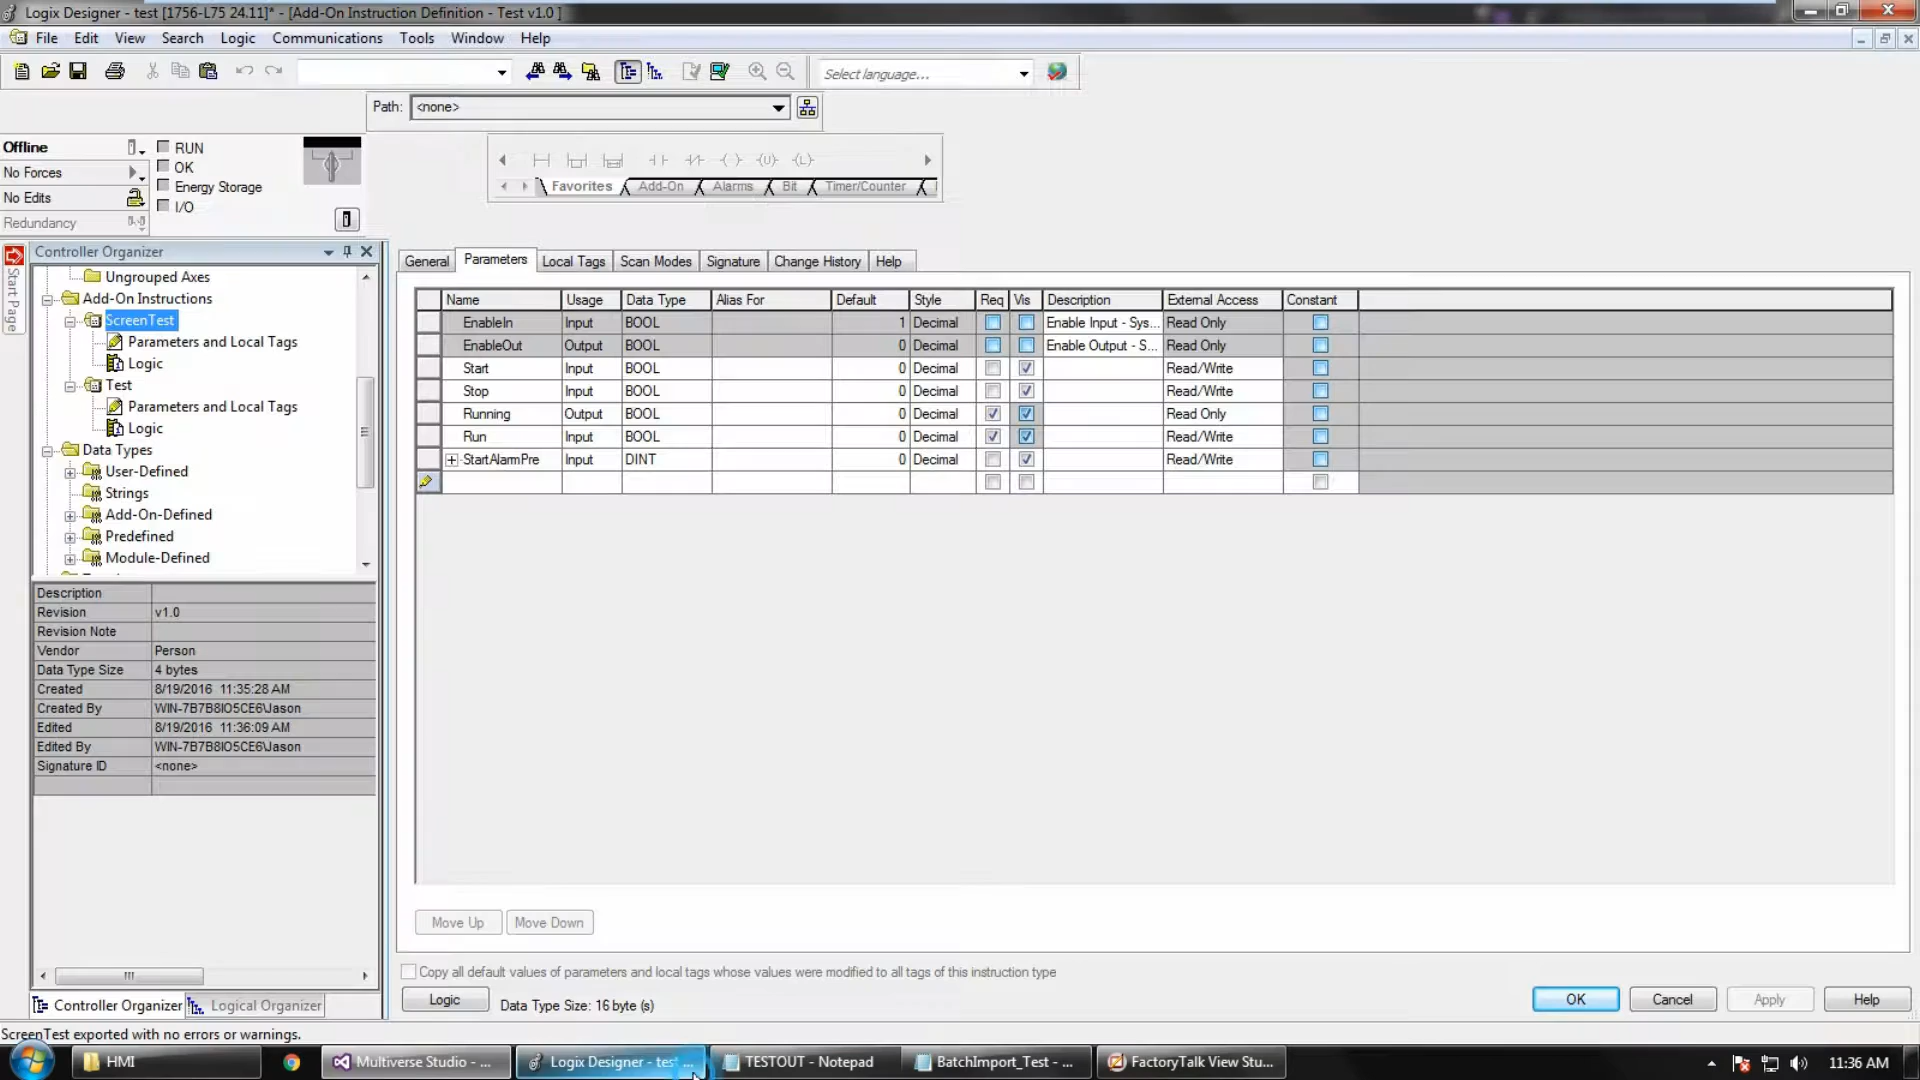 Logix Designer - test [1756-L75 24.11]* - [Add-On Instruction Definition - Test v1.0 ]
File Edit View Search Logic Communications Tools Window Help
Select language...
Path: <none>
Offline
No Forces
No Edits
Redundancy
RUN
OK
Energy Storage
I/O
Favorites Add-On Alarms Bit Timer/Counter
Start Page
Controller Organizer
Ungrouped Axes
Add-On Instructions
ScreenTest
Parameters and Local Tags
Logic
Test
Parameters and Local Tags
Logic
Data Types
User-Defined
Strings
Add-On-Defined
Predefined
Module-Defined
Description
Revision v1.0
Revision Note
Vendor Person
Data Type Size 4 bytes
Created 8/19/2016 11:35:28 AM
Created By WIN-7B7B8IO5CE6\Jason
Edited 8/19/2016 11:36:09 AM
Edited By WIN-7B7B8IO5CE6\Jason
Signature ID <none>
Controller Organizer Logical Organizer
General Parameters Local Tags Scan Modes Signature Change History Help
Name Usage Data Type Alias For Default Style Req Vis Description External Access Constant
EnableIn Input BOOL 1 Decimal Enable Input - Sys... Read Only
EnableOut Output BOOL 0 Decimal Enable Output - S... Read Only
Start Input BOOL 0 Decimal Read/Write
Stop Input BOOL 0 Decimal Read/Write
Running Output BOOL 0 Decimal Read Only
Run Input BOOL 0 Decimal Read/Write
StartAlarmPre Input DINT 0 Decimal Read/Write
Move Up Move Down
Copy all default values of parameters and local tags whose values were modified to all tags of this instruction type
Logic Data Type Size: 16 byte (s)
OK Cancel Apply Help
ScreenTest exported with no errors or warnings.
HMI Multiverse Studio - ... Logix Designer - test ... TESTOUT - Notepad BatchImport_Test - ... FactoryTalk View Stu... 11:36 AM